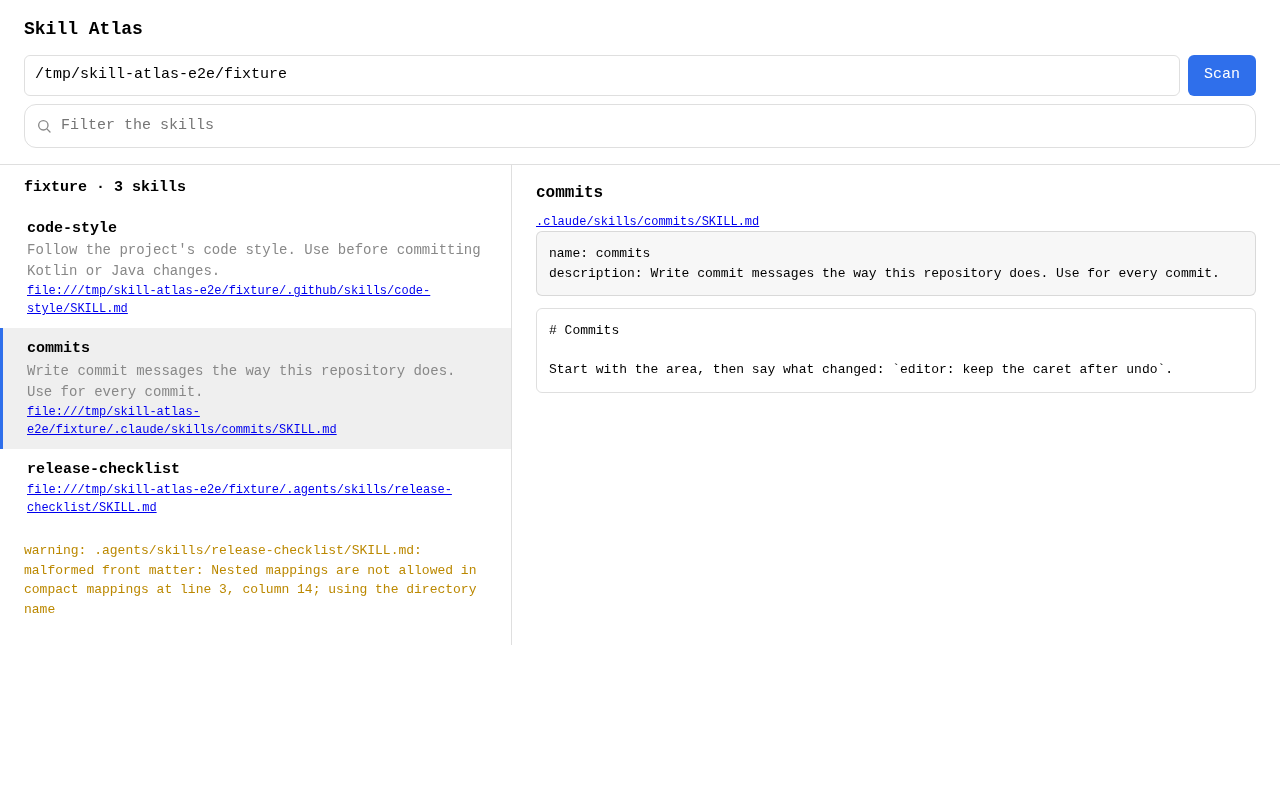 Skill Atlas
/tmp/skill-atlas-e2e/fixture
Scan
Filter the skills
fixture · 3 skills
code-style
Follow the project's code style. Use before committing
Kotlin or Java changes.
file:///tmp/skill-atlas-e2e/fixture/.github/skills/code-
style/SKILL.md
commits
Write commit messages the way this repository does.
Use for every commit.
file:///tmp/skill-atlas-
e2e/fixture/.claude/skills/commits/SKILL.md
release-checklist
file:///tmp/skill-atlas-e2e/fixture/.agents/skills/release-
checklist/SKILL.md
warning: .agents/skills/release-checklist/SKILL.md:
malformed front matter: Nested mappings are not allowed in
compact mappings at line 3, column 14; using the directory
name
commits
.claude/skills/commits/SKILL.md
name: commits
description: Write commit messages the way this repository does. Use for every commit.
# Commits
Start with the area, then say what changed: `editor: keep the caret after undo`.